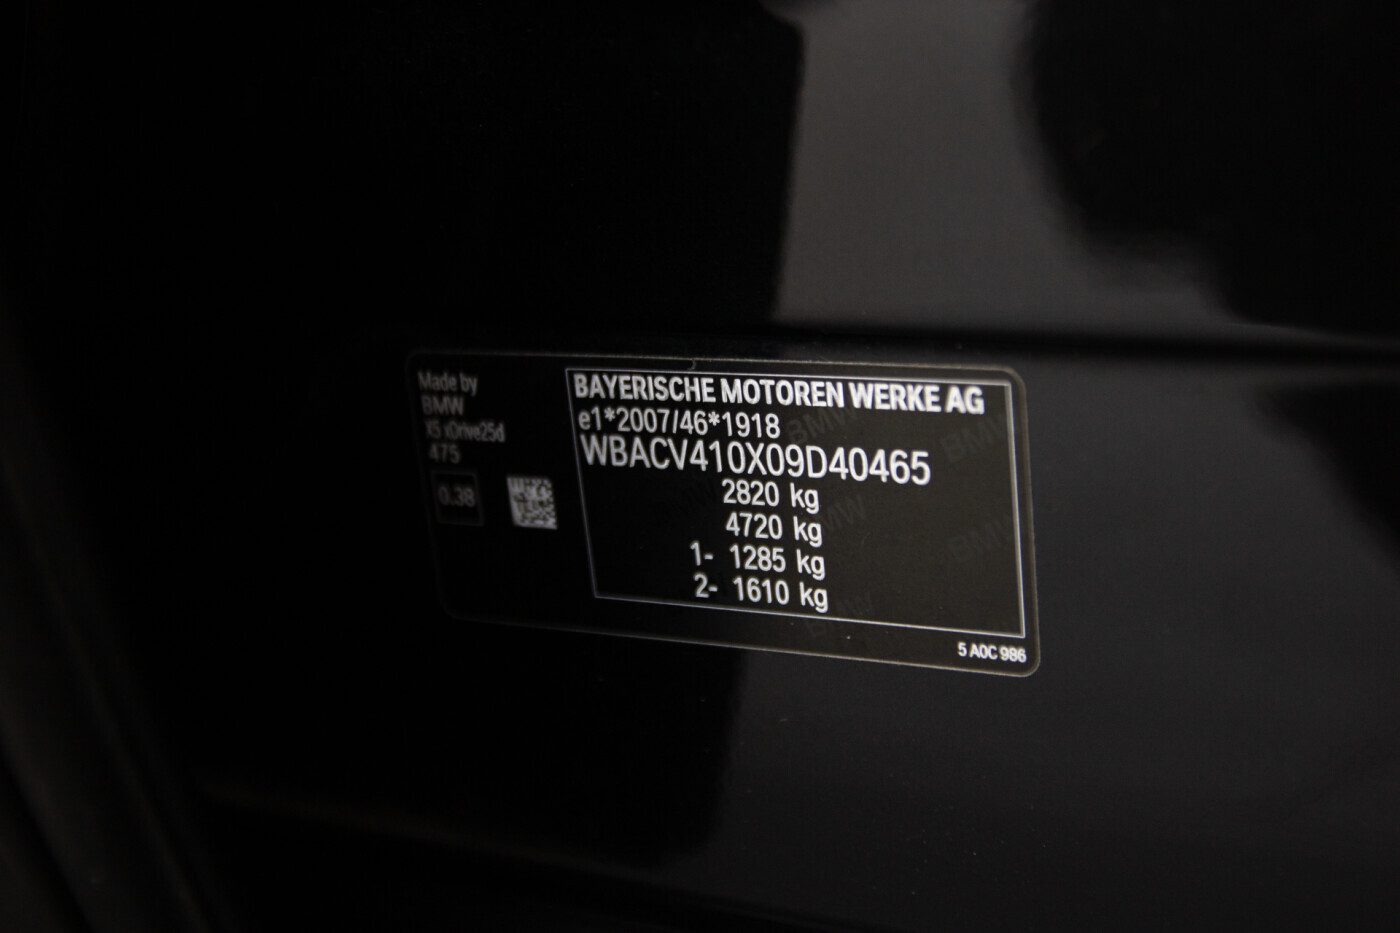 Made by
BMW
X5 xDrive25d
475
0.38
BAYERISCHE MOTOREN WERKE AG
e1*2007/46*1918
WBACV410X09D40465
2820 kg
4720 kg
1- 1285 kg
2- 1610 kg
5 A0C 986